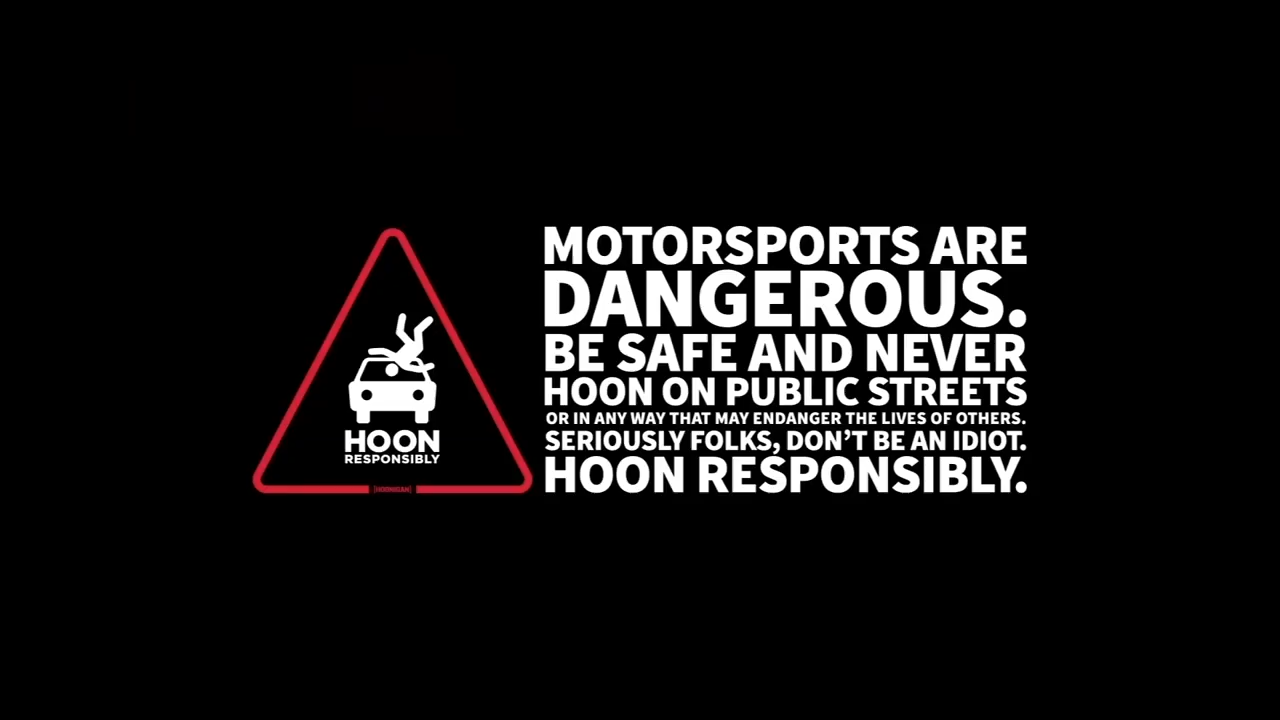 MOTORSPORTS ARE
DANGEROUS.
BE SAFE AND NEVER
HOON ON PUBLIC STREETS
OR IN ANY WAY THAT MAY ENDANGER THE LIVES OF OTHERS.
SERIOUSLY FOLKS, DON'T BE AN IDIOT.
HOON RESPONSIBLY.
HOON
RESPONSIBLY
[HOONIGAN]